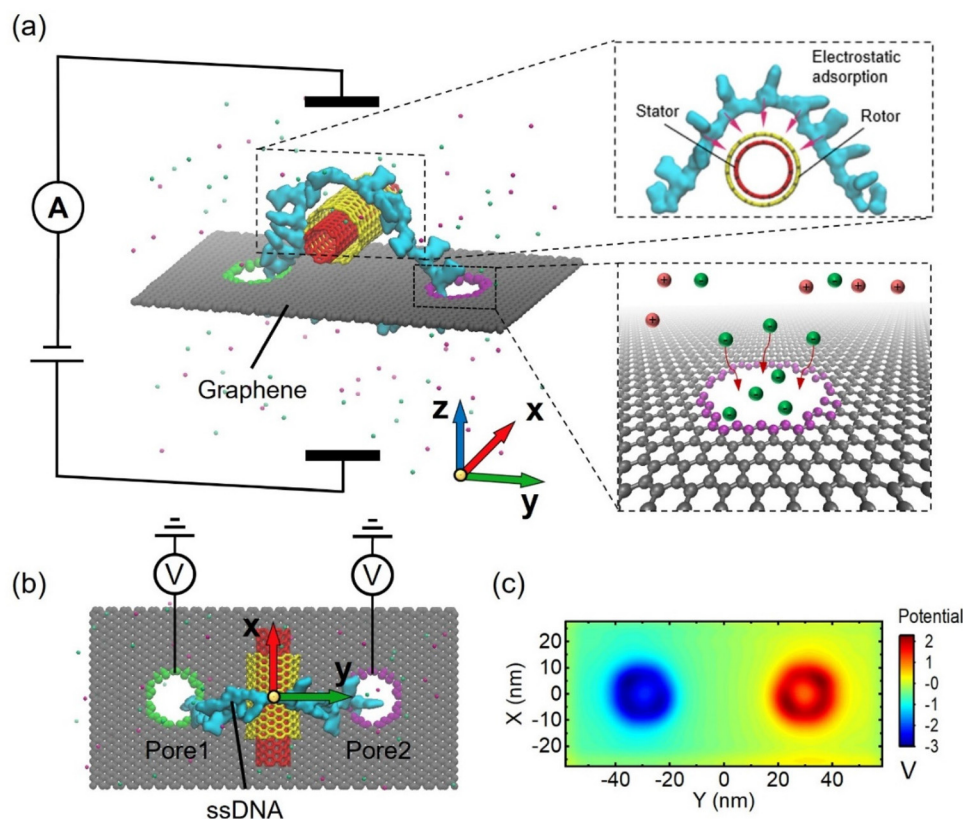 (a)
A
Graphene
z
x
y
Stator
Electrostatic
adsorption
Rotor
+
-
+
+
+
-
+
-
-
-
-
-
-
-
(b)
V
V
x
y
Pore1
Pore2
ssDNA
(c)
Potential
20
10
0
-10
-20
X (nm)
-40
-20
0
20
40
Y (nm)
2
1
-0
-1
-2
-3
V